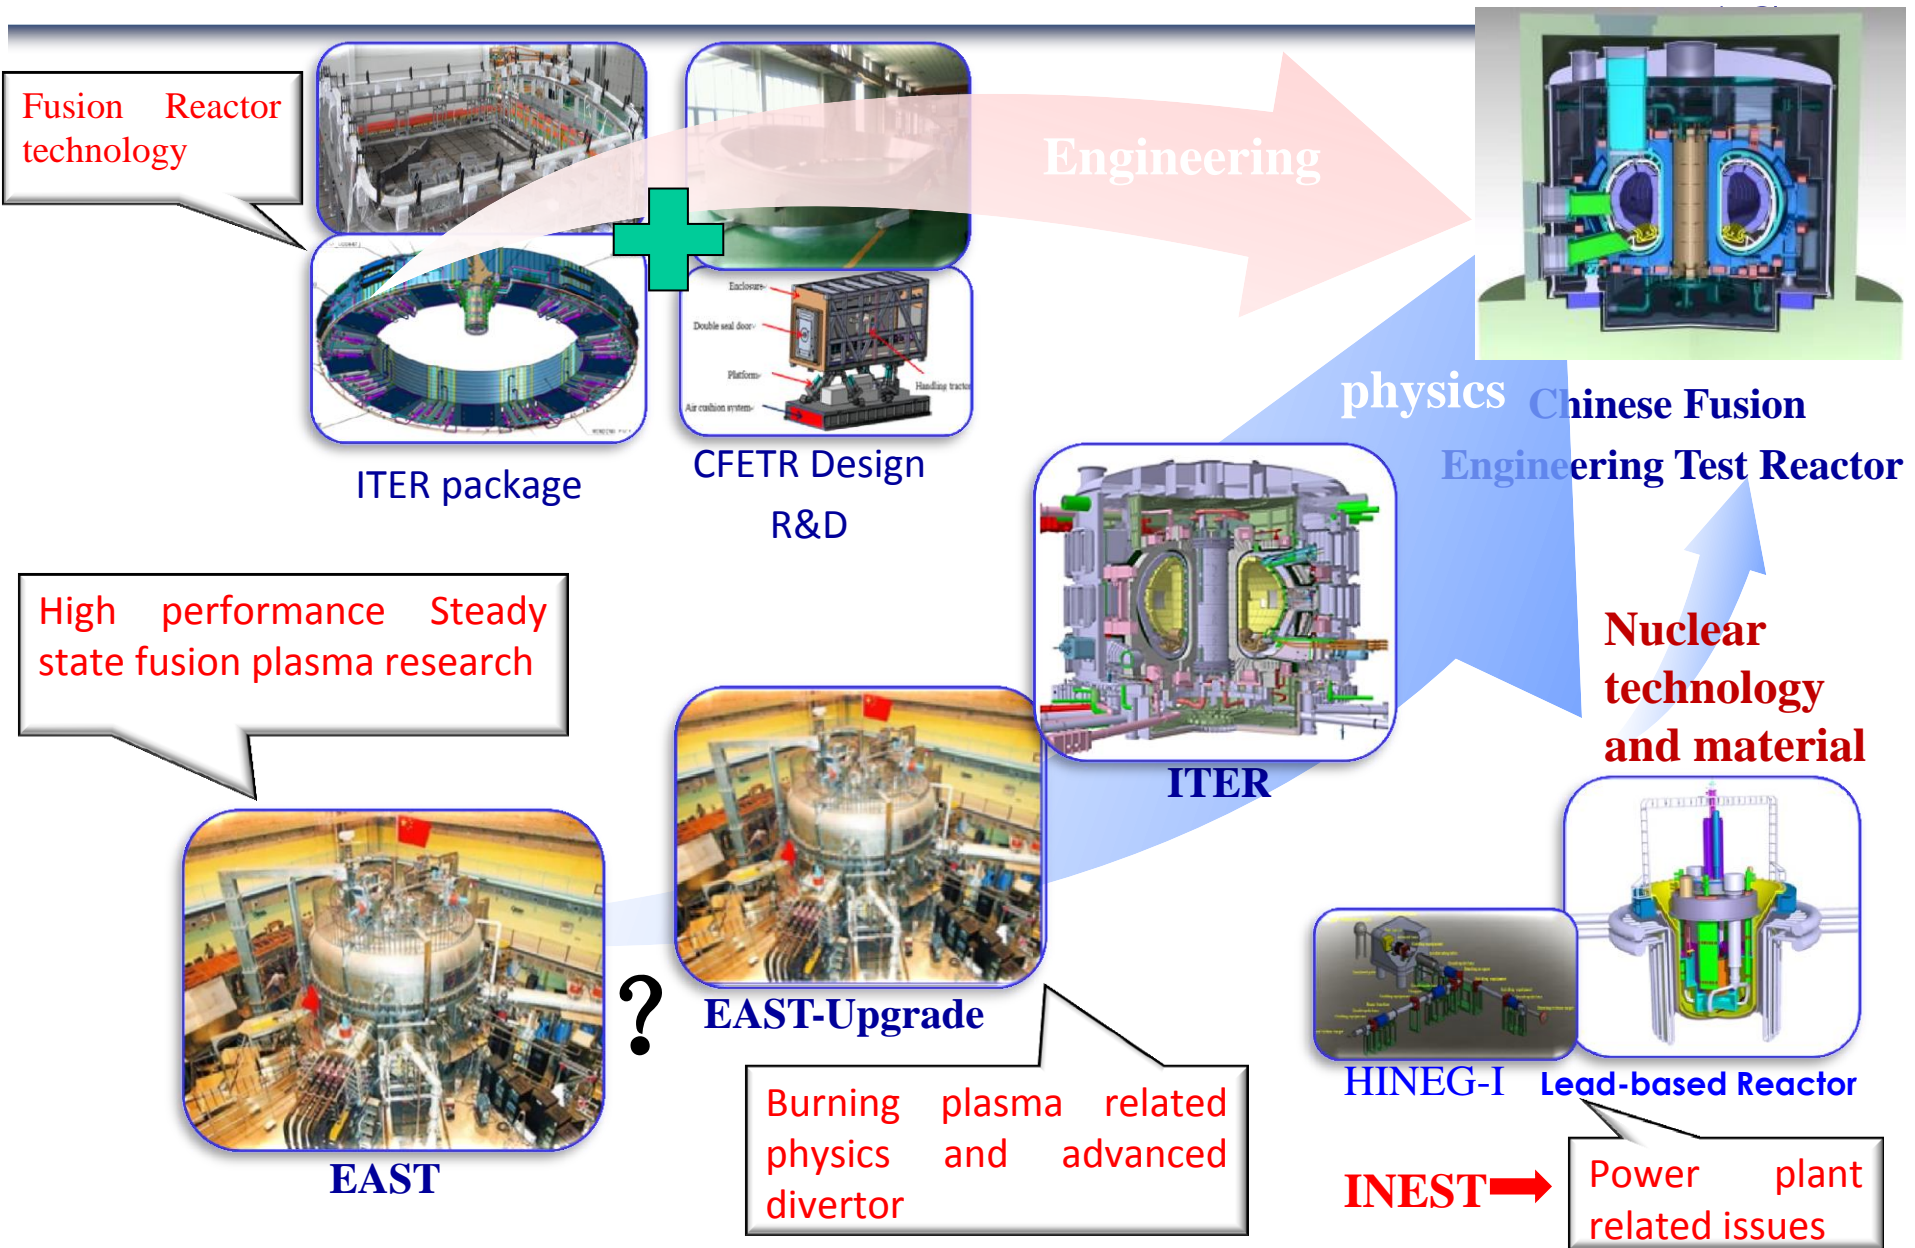 Fusion Reactor
technology
Engineering
Enclosure
Double seal door
Platform
Air cushion system
Handling tractor
ITER package
CFETR Design
R&D
physics
Chinese Fusion
Engineering Test Reactor
High performance Steady
state fusion plasma research
Nuclear
technology
and material
ITER
EAST-Upgrade
?
EAST
Burning plasma related
physics and advanced
divertor
HINEG-I
Lead-based Reactor
INEST
Power plant
related issues